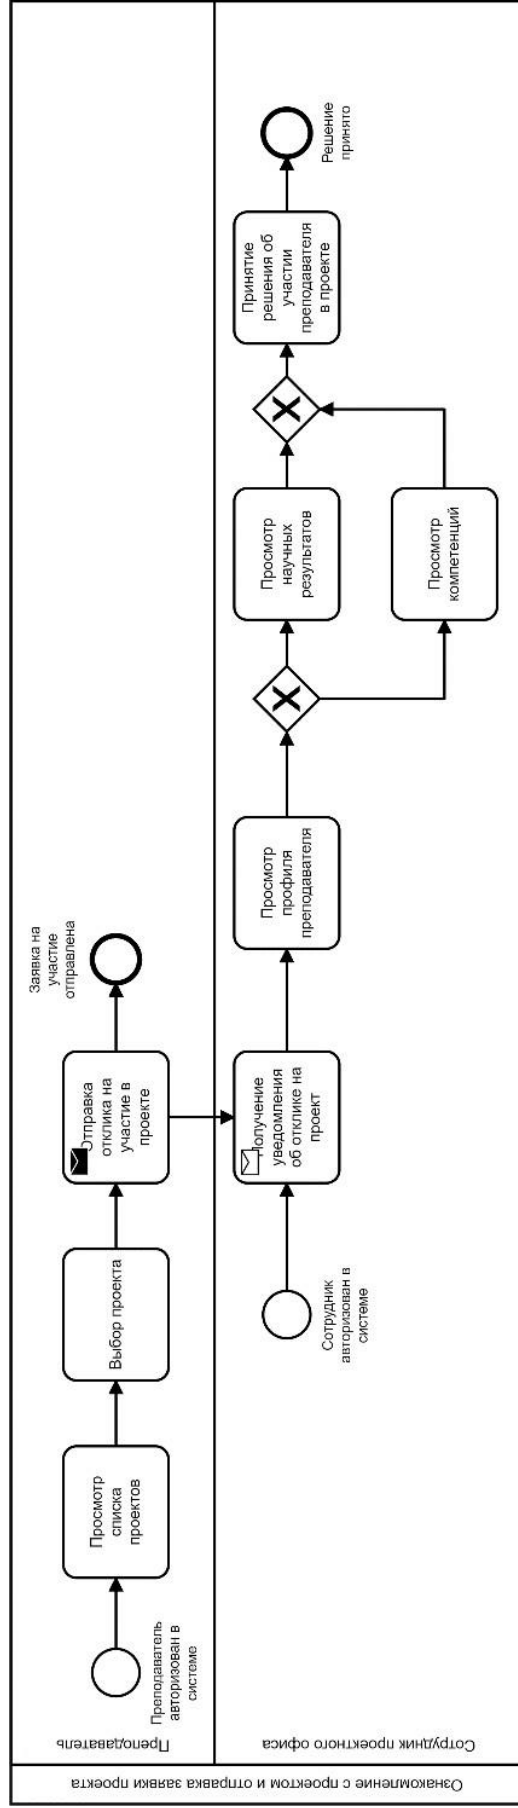 Ознакомление с проектом и отправка заявки проекта
Преподаватель
Преподаватель
авторизован в
системе
Просмотр
списка
проектов
Выбор проекта
Отправка
отклика на
участие в
проекте
Заявка на
участие
отправлена
Сотрудник проектного офиса
Сотрудник
авторизован в
системе
Получение
уведомления
об отклике на
проект
Просмотр
профиля
преподавателя
Просмотр
научных
результатов
Просмотр
компетенций
Принятие
решения об
участии
преподавателя
в проекте
Решение
принято